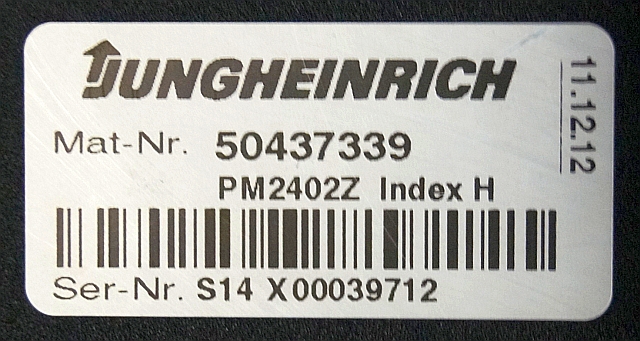 JUNGHEINRICH
11.12.12
Mat-Nr. 50437339
PM2402Z Index H
Ser-Nr. S14 X00039712